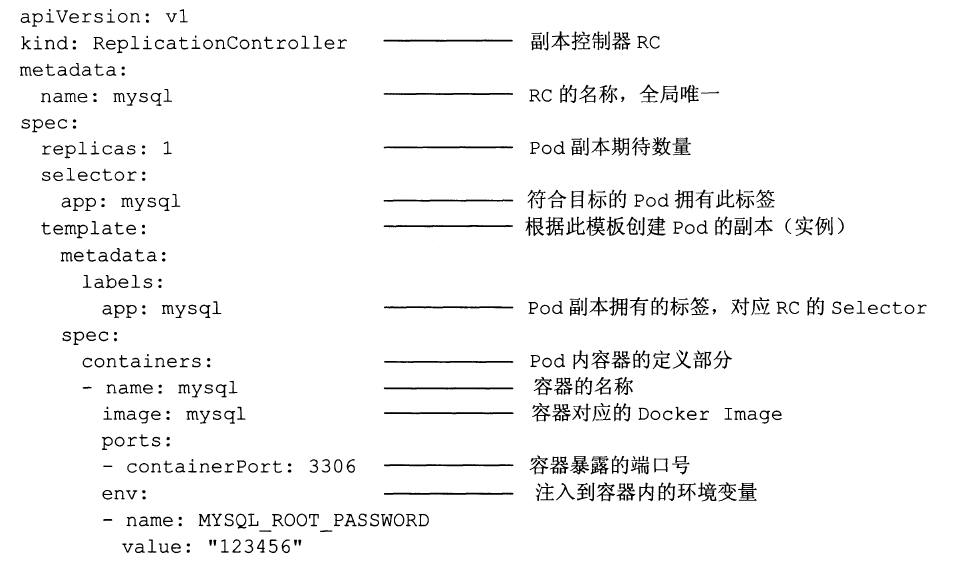 apiVersion: v1
kind: ReplicationController 副本控制器 RC
metadata:
name: mysql RC 的名称，全局唯一
spec:
replicas: 1 Pod 副本期待数量
selector:
app: mysql 符合目标的 Pod 拥有此标签
template: 根据此模板创建 Pod 的副本（实例）
metadata:
labels:
app: mysql Pod 副本拥有的标签，对应 RC 的 Selector
spec:
containers: Pod 内容器的定义部分
- name: mysql 容器的名称
image: mysql 容器对应的 Docker Image
ports:
- containerPort: 3306 容器暴露的端口号
env: 注入到容器内的环境变量
- name: MYSQL_ROOT_PASSWORD
value: "123456"